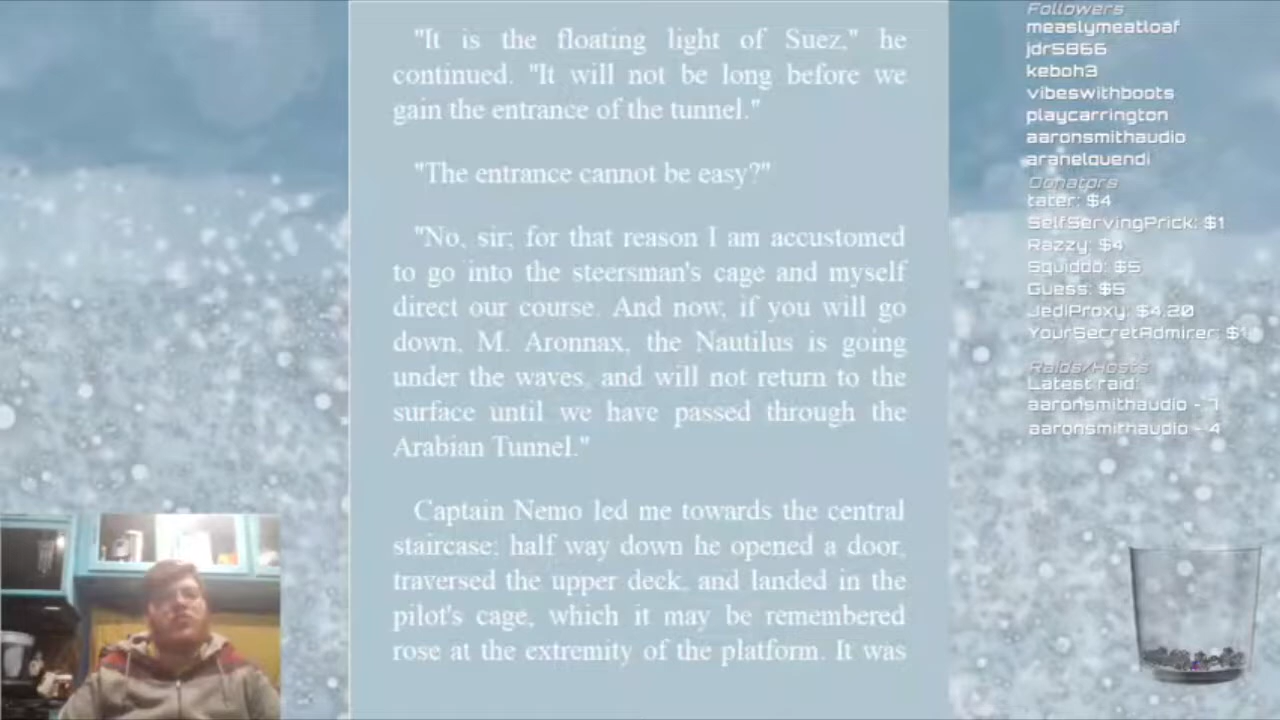 "It is the floating light of Suez," he
continued. "It will not be long before we
gain the entrance of the tunnel."
"The entrance cannot be easy?"
"No, sir; for that reason I am accustomed
to go into the steersman's cage and myself
direct our course. And now, if you will go
down, M. Aronnax, the Nautilus is going
under the waves, and will not return to the
surface until we have passed through the
Arabian Tunnel."
Captain Nemo led me towards the central
staircase; half way down he opened a door,
traversed the upper deck, and landed in the
pilot's cage, which it may be remembered
rose at the extremity of the platform. It was
Followers
measlymeatloaf
jdr5866
keboh3
vibeswithboots
playcarrington
aaronsmithaudio
aranelquendi
Donators
tater: $4
SelfServingPrick: $1
Razzy: $4
Squiddo: $5
Guess: $5
JediProxy: $4.20
YourSecretAdmirer: $1
Raids/Hosts
Latest raid:
aaronsmithaudio - 7
aaronsmithaudio - 4